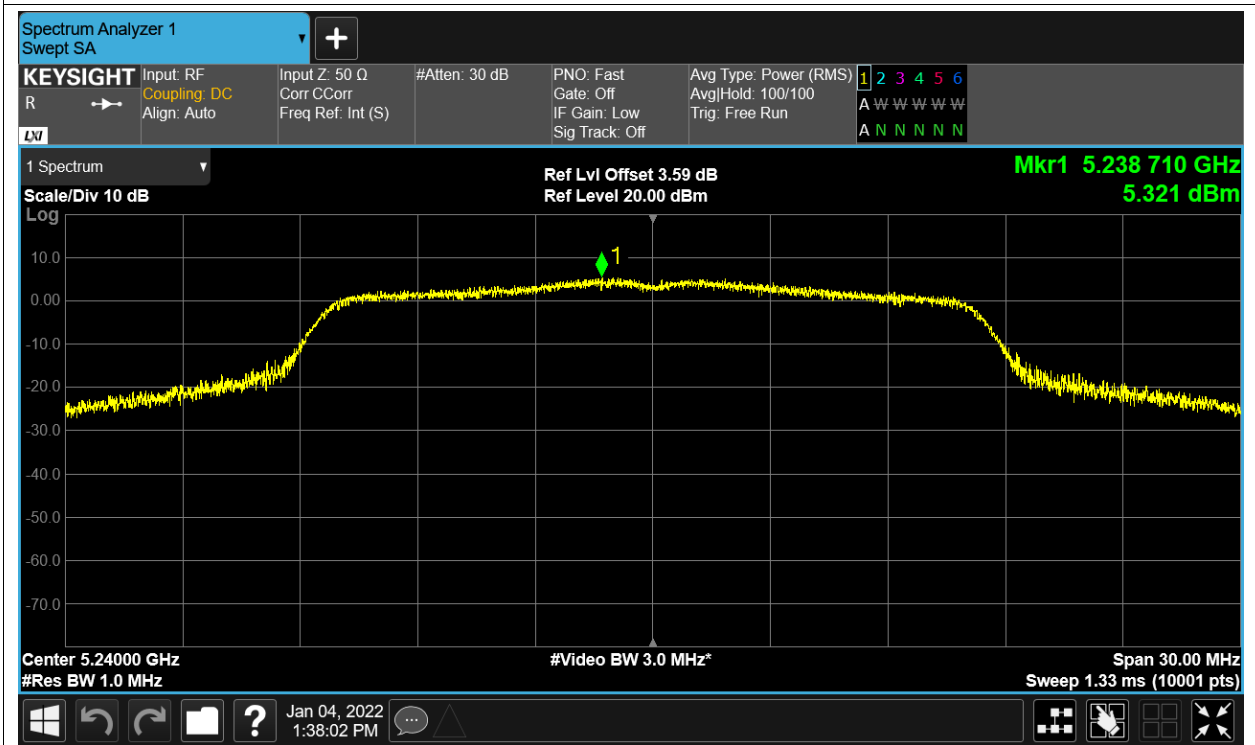 Spectrum Analyzer 1
Swept SA
KEYSIGHT
R
LXI
Input: RF
Coupling: DC
Align: Auto
Input Z: 50 Ω
Corr CCorr
Freq Ref: Int (S)
#Atten: 30 dB
PNO: Fast
Gate: Off
IF Gain: Low
Sig Track: Off
Avg Type: Power (RMS)
Avg|Hold: 100/100
Trig: Free Run
1 2 3 4 5 6
A W W W W W
A N N N N N
1 Spectrum
Scale/Div 10 dB
Log
Ref Lvl Offset 3.59 dB
Ref Level 20.00 dBm
Mkr1 5.238 710 GHz
5.321 dBm
1
10.0
0.00
-10.0
-20.0
-30.0
-40.0
-50.0
-60.0
-70.0
Center 5.24000 GHz
#Res BW 1.0 MHz
#Video BW 3.0 MHz*
Span 30.00 MHz
Sweep 1.33 ms (10001 pts)
?
Jan 04, 2022
1:38:02 PM